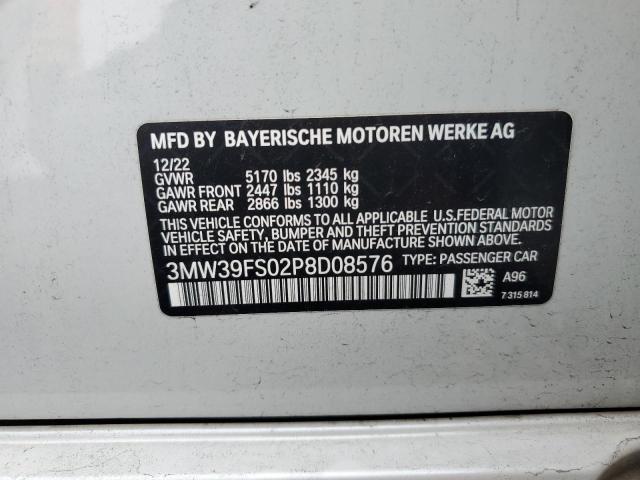 MFD BY BAYERISCHE MOTOREN WERKE AG
12/22
GVWR 5170 lbs 2345 kg
GAWR FRONT 2447 lbs 1110 kg
GAWR REAR 2866 lbs 1300 kg
THIS VEHICLE CONFORMS TO ALL APPLICABLE U.S.FEDERAL MOTOR
VEHICLE SAFETY, BUMPER AND THEFT PREVENTION STANDARDS
IN EFFECT ON THE DATE OF MANUFACTURE SHOWN ABOVE.
3MW39FS02P8D08576 TYPE: PASSENGER CAR
A96
7 315 814